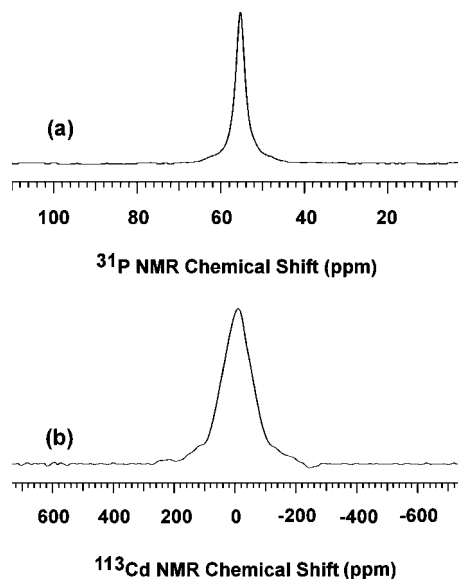 (a)
100 80 60 40 20
³¹P NMR Chemical Shift (ppm)
(b)
600 400 200 0 -200 -400 -600
¹¹³Cd NMR Chemical Shift (ppm)